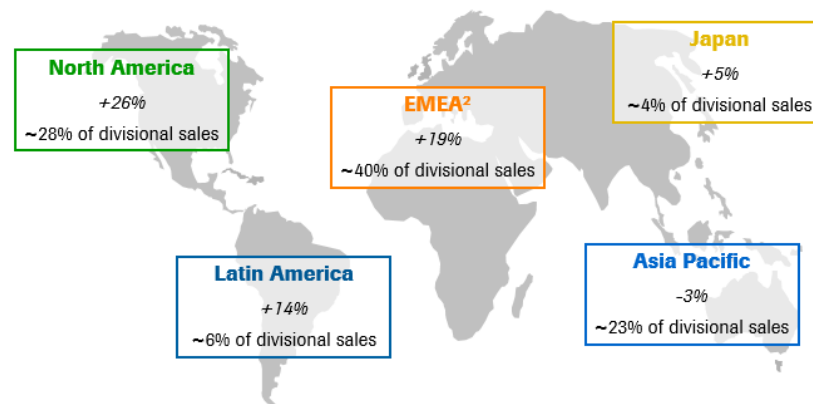 North America
+26%
~28% of divisional sales
EMEA²
+19%
~40% of divisional sales
Japan
+5%
~4% of divisional sales
Latin America
+14%
~6% of divisional sales
Asia Pacific
-3%
~23% of divisional sales